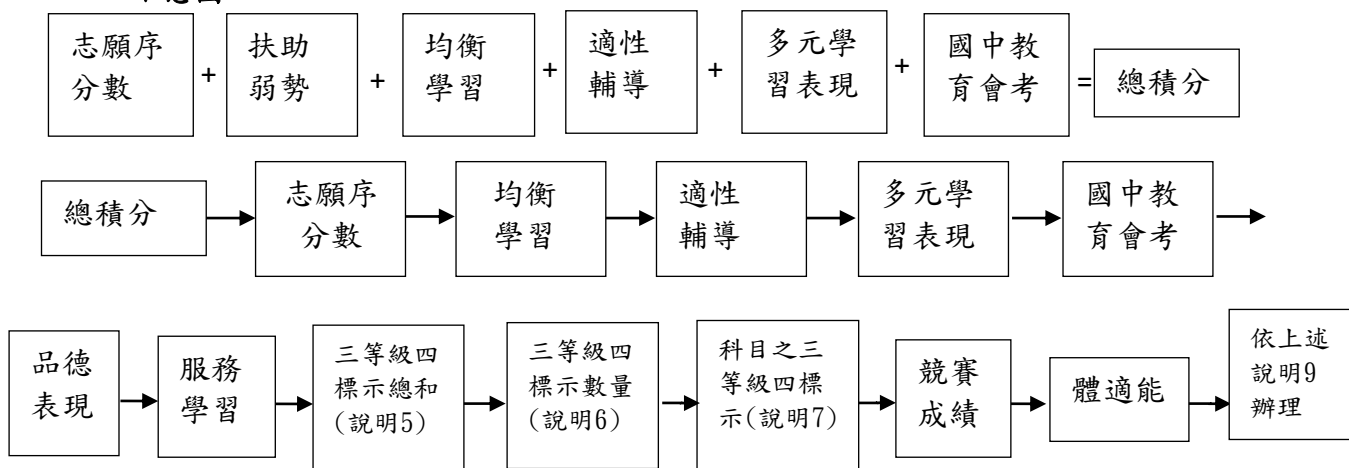 志願序
分數
+
扶助
弱勢
+
均衡
學習
+
適性
輔導
+
多元學
習表現
+
國中教
育會考
=
總積分
總積分
志願序
分數
均衡
學習
適性
輔導
多元學
習表現
國中教
育會考
品德
表現
服務
學習
三等級四
標示總和
(說明5)
三等級四
標示數量
(說明6)
科目之三
等級四標
示(說明7)
競賽
成績
體適能
依上述
說明9
辦理